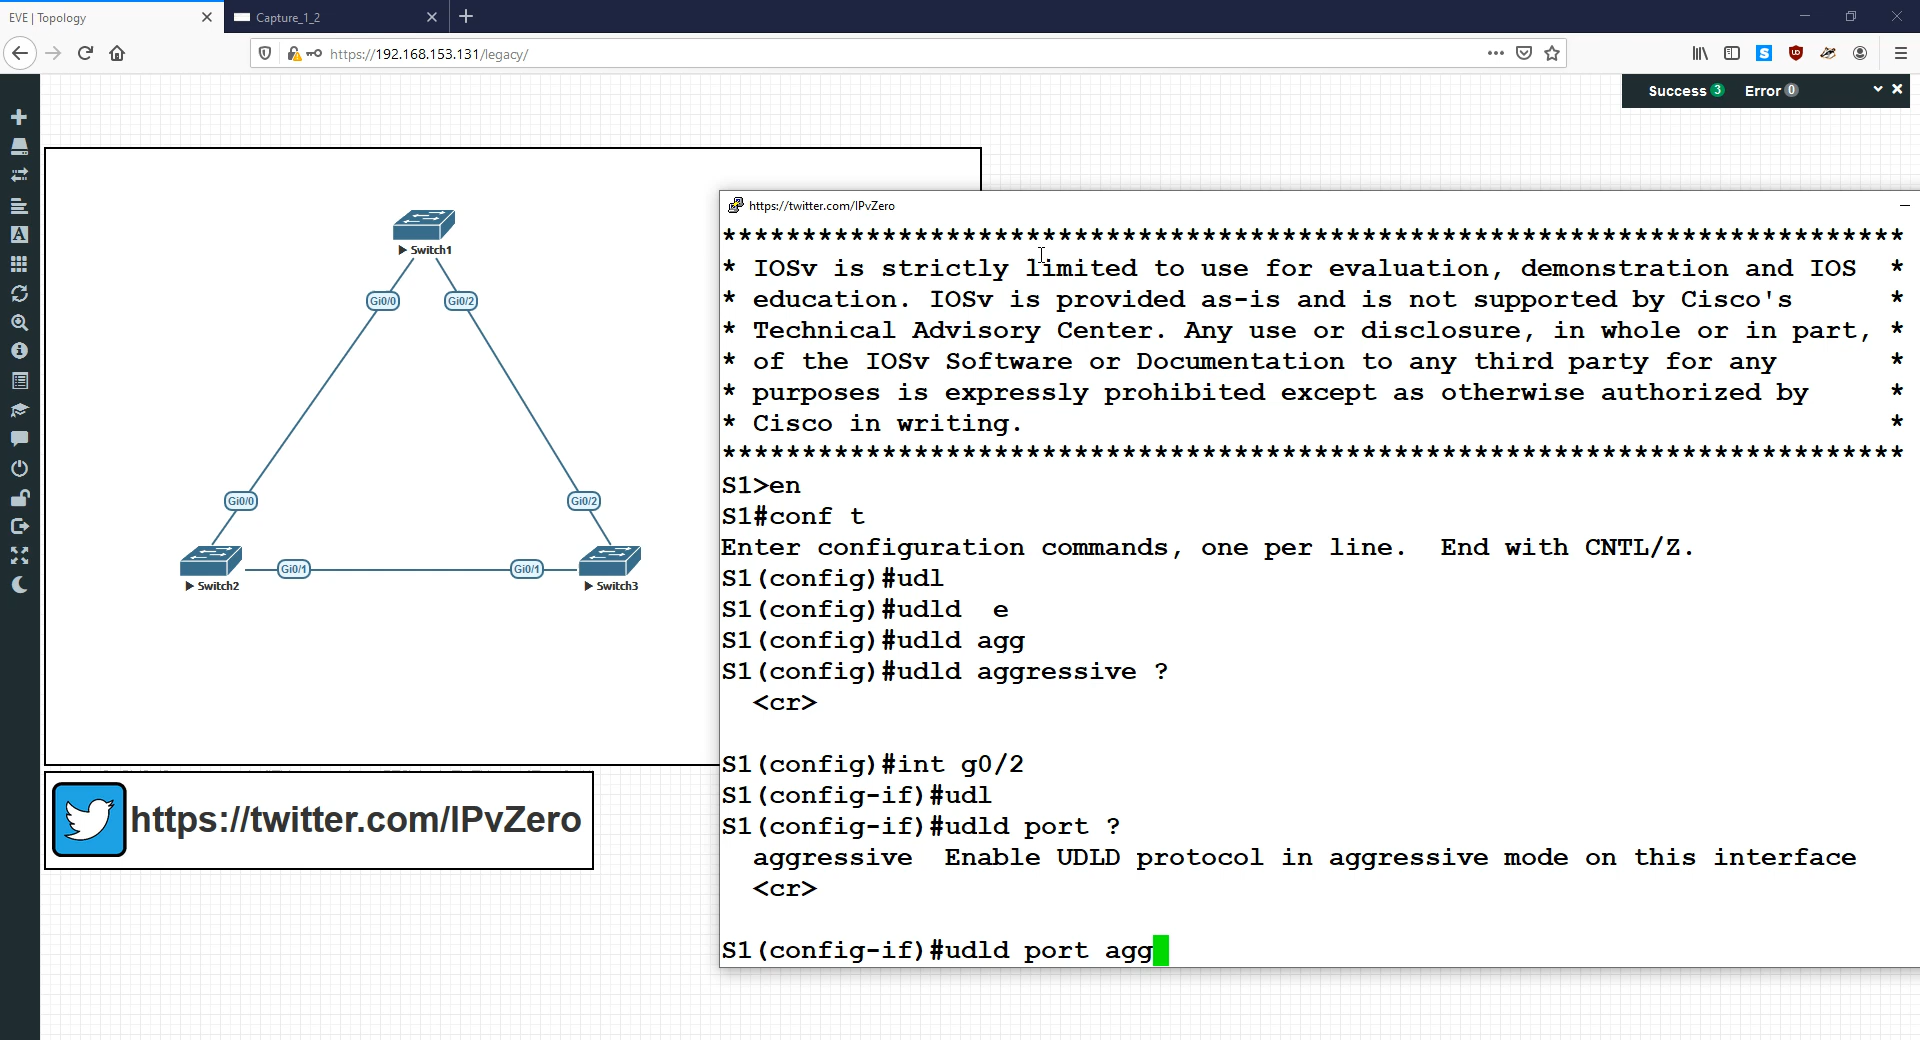 EVE | Topology
Capture_1_2
https://192.168.153.131/legacy/
Success 3 Error 0
Switch1
Gi0/0
Gi0/2
Gi0/0
Gi0/2
Switch2
Gi0/1
Gi0/1
Switch3
https://twitter.com/IPvZero
https://twitter.com/IPvZero
**************************************************************************
* IOSv is strictly limited to use for evaluation, demonstration and IOS *
* education. IOSv is provided as-is and is not supported by Cisco's *
* Technical Advisory Center. Any use or disclosure, in whole or in part, *
* of the IOSv Software or Documentation to any third party for any *
* purposes is expressly prohibited except as otherwise authorized by *
* Cisco in writing. *
**************************************************************************
S1>en
S1#conf t
Enter configuration commands, one per line. End with CNTL/Z.
S1(config)#udl
S1(config)#udld e
S1(config)#udld agg
S1(config)#udld aggressive ?
<cr>
S1(config)#int g0/2
S1(config-if)#udl
S1(config-if)#udld port ?
aggressive Enable UDLD protocol in aggressive mode on this interface
<cr>
S1(config-if)#udld port agg